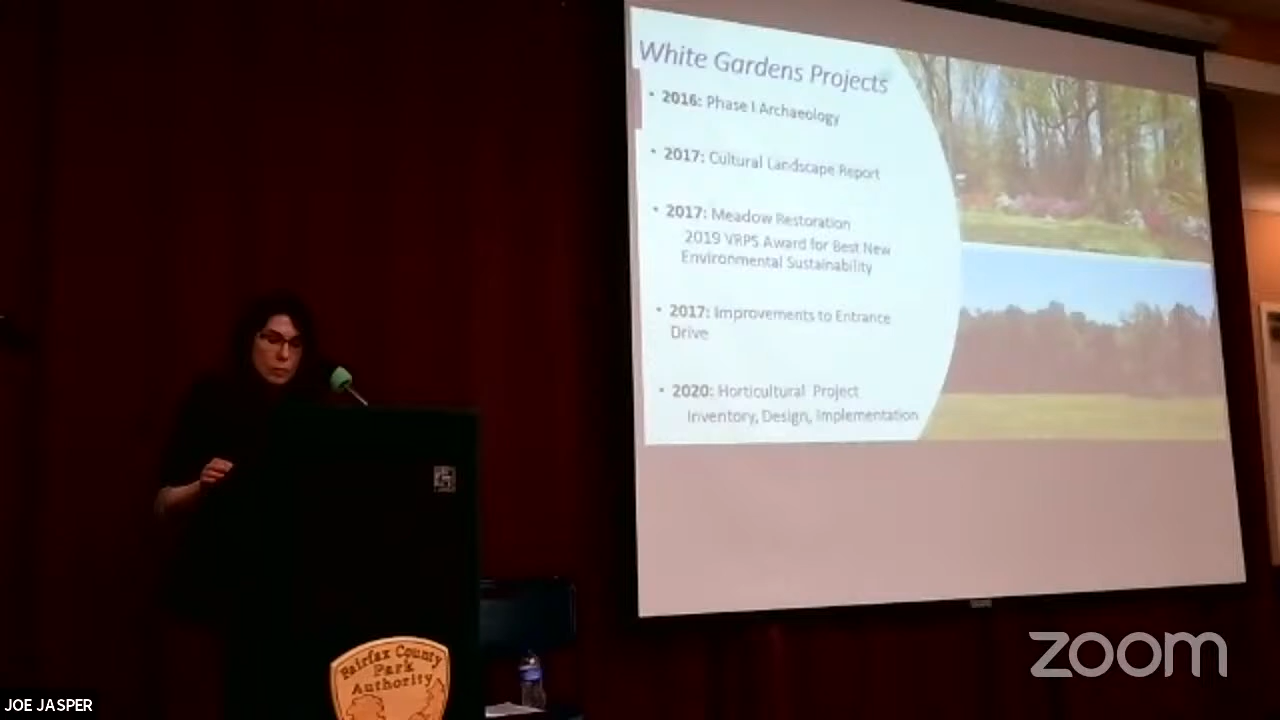 White Gardens Projects
• 2016: Phase I Archaeology
• 2017: Cultural Landscape Report
• 2017: Meadow Restoration
2019 VRPS Award for Best New
Environmental Sustainability
• 2017: Improvements to Entrance
Drive
• 2020: Horticultural Project
Inventory, Design, Implementation
Fairfax County
Park
Authority
JOE JASPER
zoom